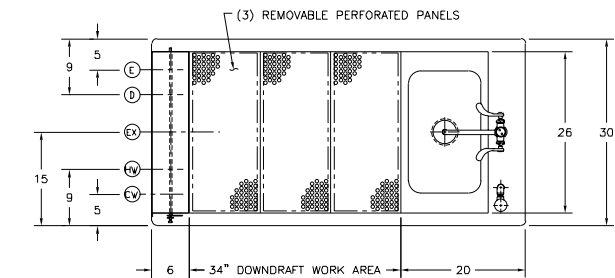 (3) REMOVABLE PERFORATED PANELS
5
9
E
D
EX
26
30
15
HW
9
CW
5
6
34" DOWNDRAFT WORK AREA
20